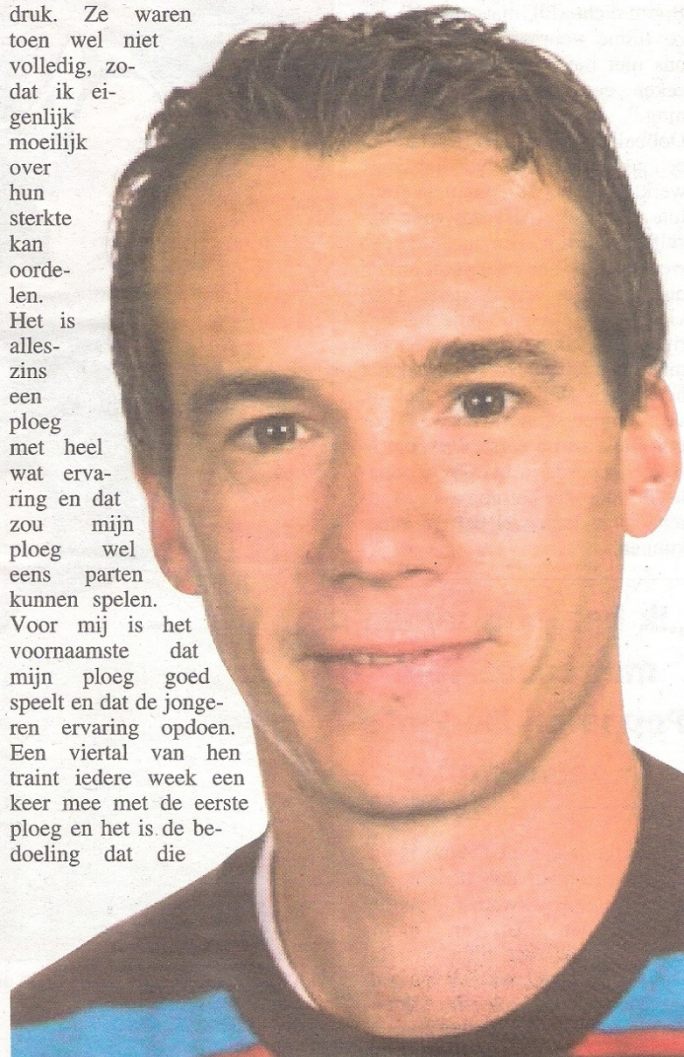 druk. Ze waren
toen wel niet
volledig, zo-
dat ik ei-
genlijk
moeilijk
over
hun
sterkte
kan
oorde-
len.
Het is
alles-
zins
een
ploeg
met heel
wat erva-
ring en dat
zou mijn
ploeg wel
eens parten
kunnen spelen.
Voor mij is het
voornaamste dat
mijn ploeg goed
speelt en dat de jonge-
ren ervaring opdoen.
Een viertal van hen
traint iedere week een
keer mee met de eerste
ploeg en het is de be-
doeling dat die